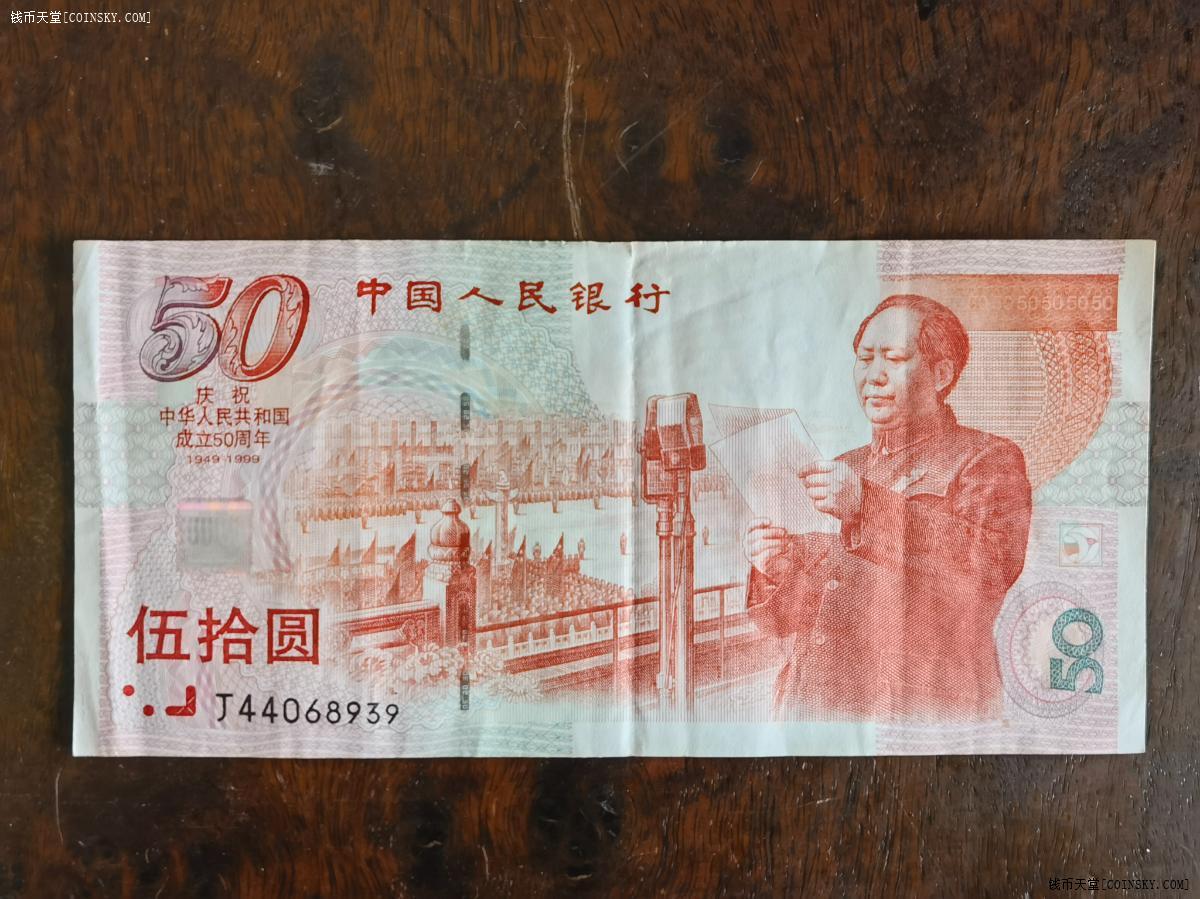 钱币天堂[COINSKY.COM]
50
中国人民银行
庆祝
中华人民共和国
成立50周年
1949-1999
伍拾圆
J44068939
50
钱币天堂[COINSKY.COM]